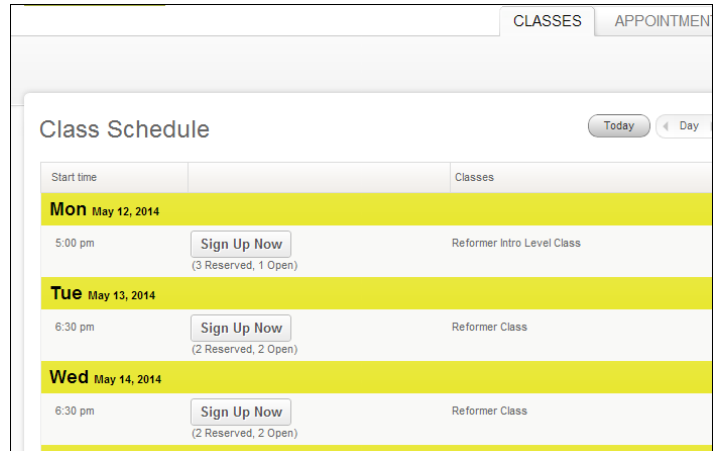 CLASSES APPOINTMEN
Class Schedule Today Day
Start time Classes
Mon May 12, 2014
5:00 pm Sign Up Now Reformer Intro Level Class
(3 Reserved, 1 Open)
Tue May 13, 2014
6:30 pm Sign Up Now Reformer Class
(2 Reserved, 2 Open)
Wed May 14, 2014
6:30 pm Sign Up Now Reformer Class
(2 Reserved, 2 Open)